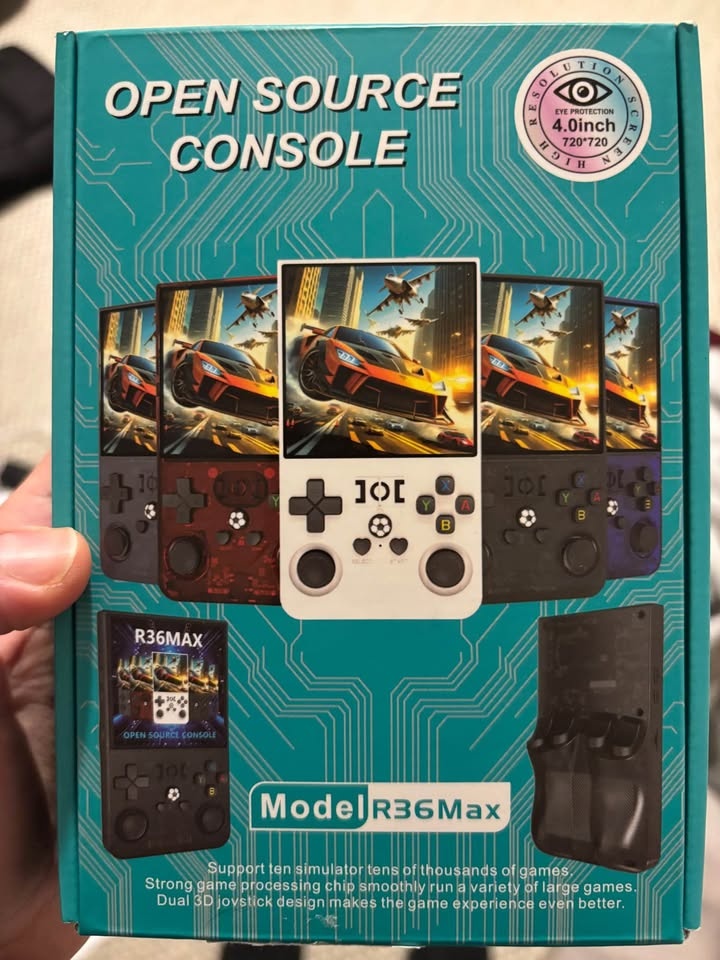 OPEN SOURCE
CONSOLE
HIGH RESOLUTION SCREEN
EYE PROTECTION
4.0inch
720*720
X
Y
A
B
X
Y
A
B
Y
SELECT
START
R36MAX
OPEN SOURCE CONSOLE
B
Model R36Max
Support ten simulator tens of thousands of games.
Strong game processing chip smoothly run a variety of large games.
Dual 3D joystick design makes the game experience even better.